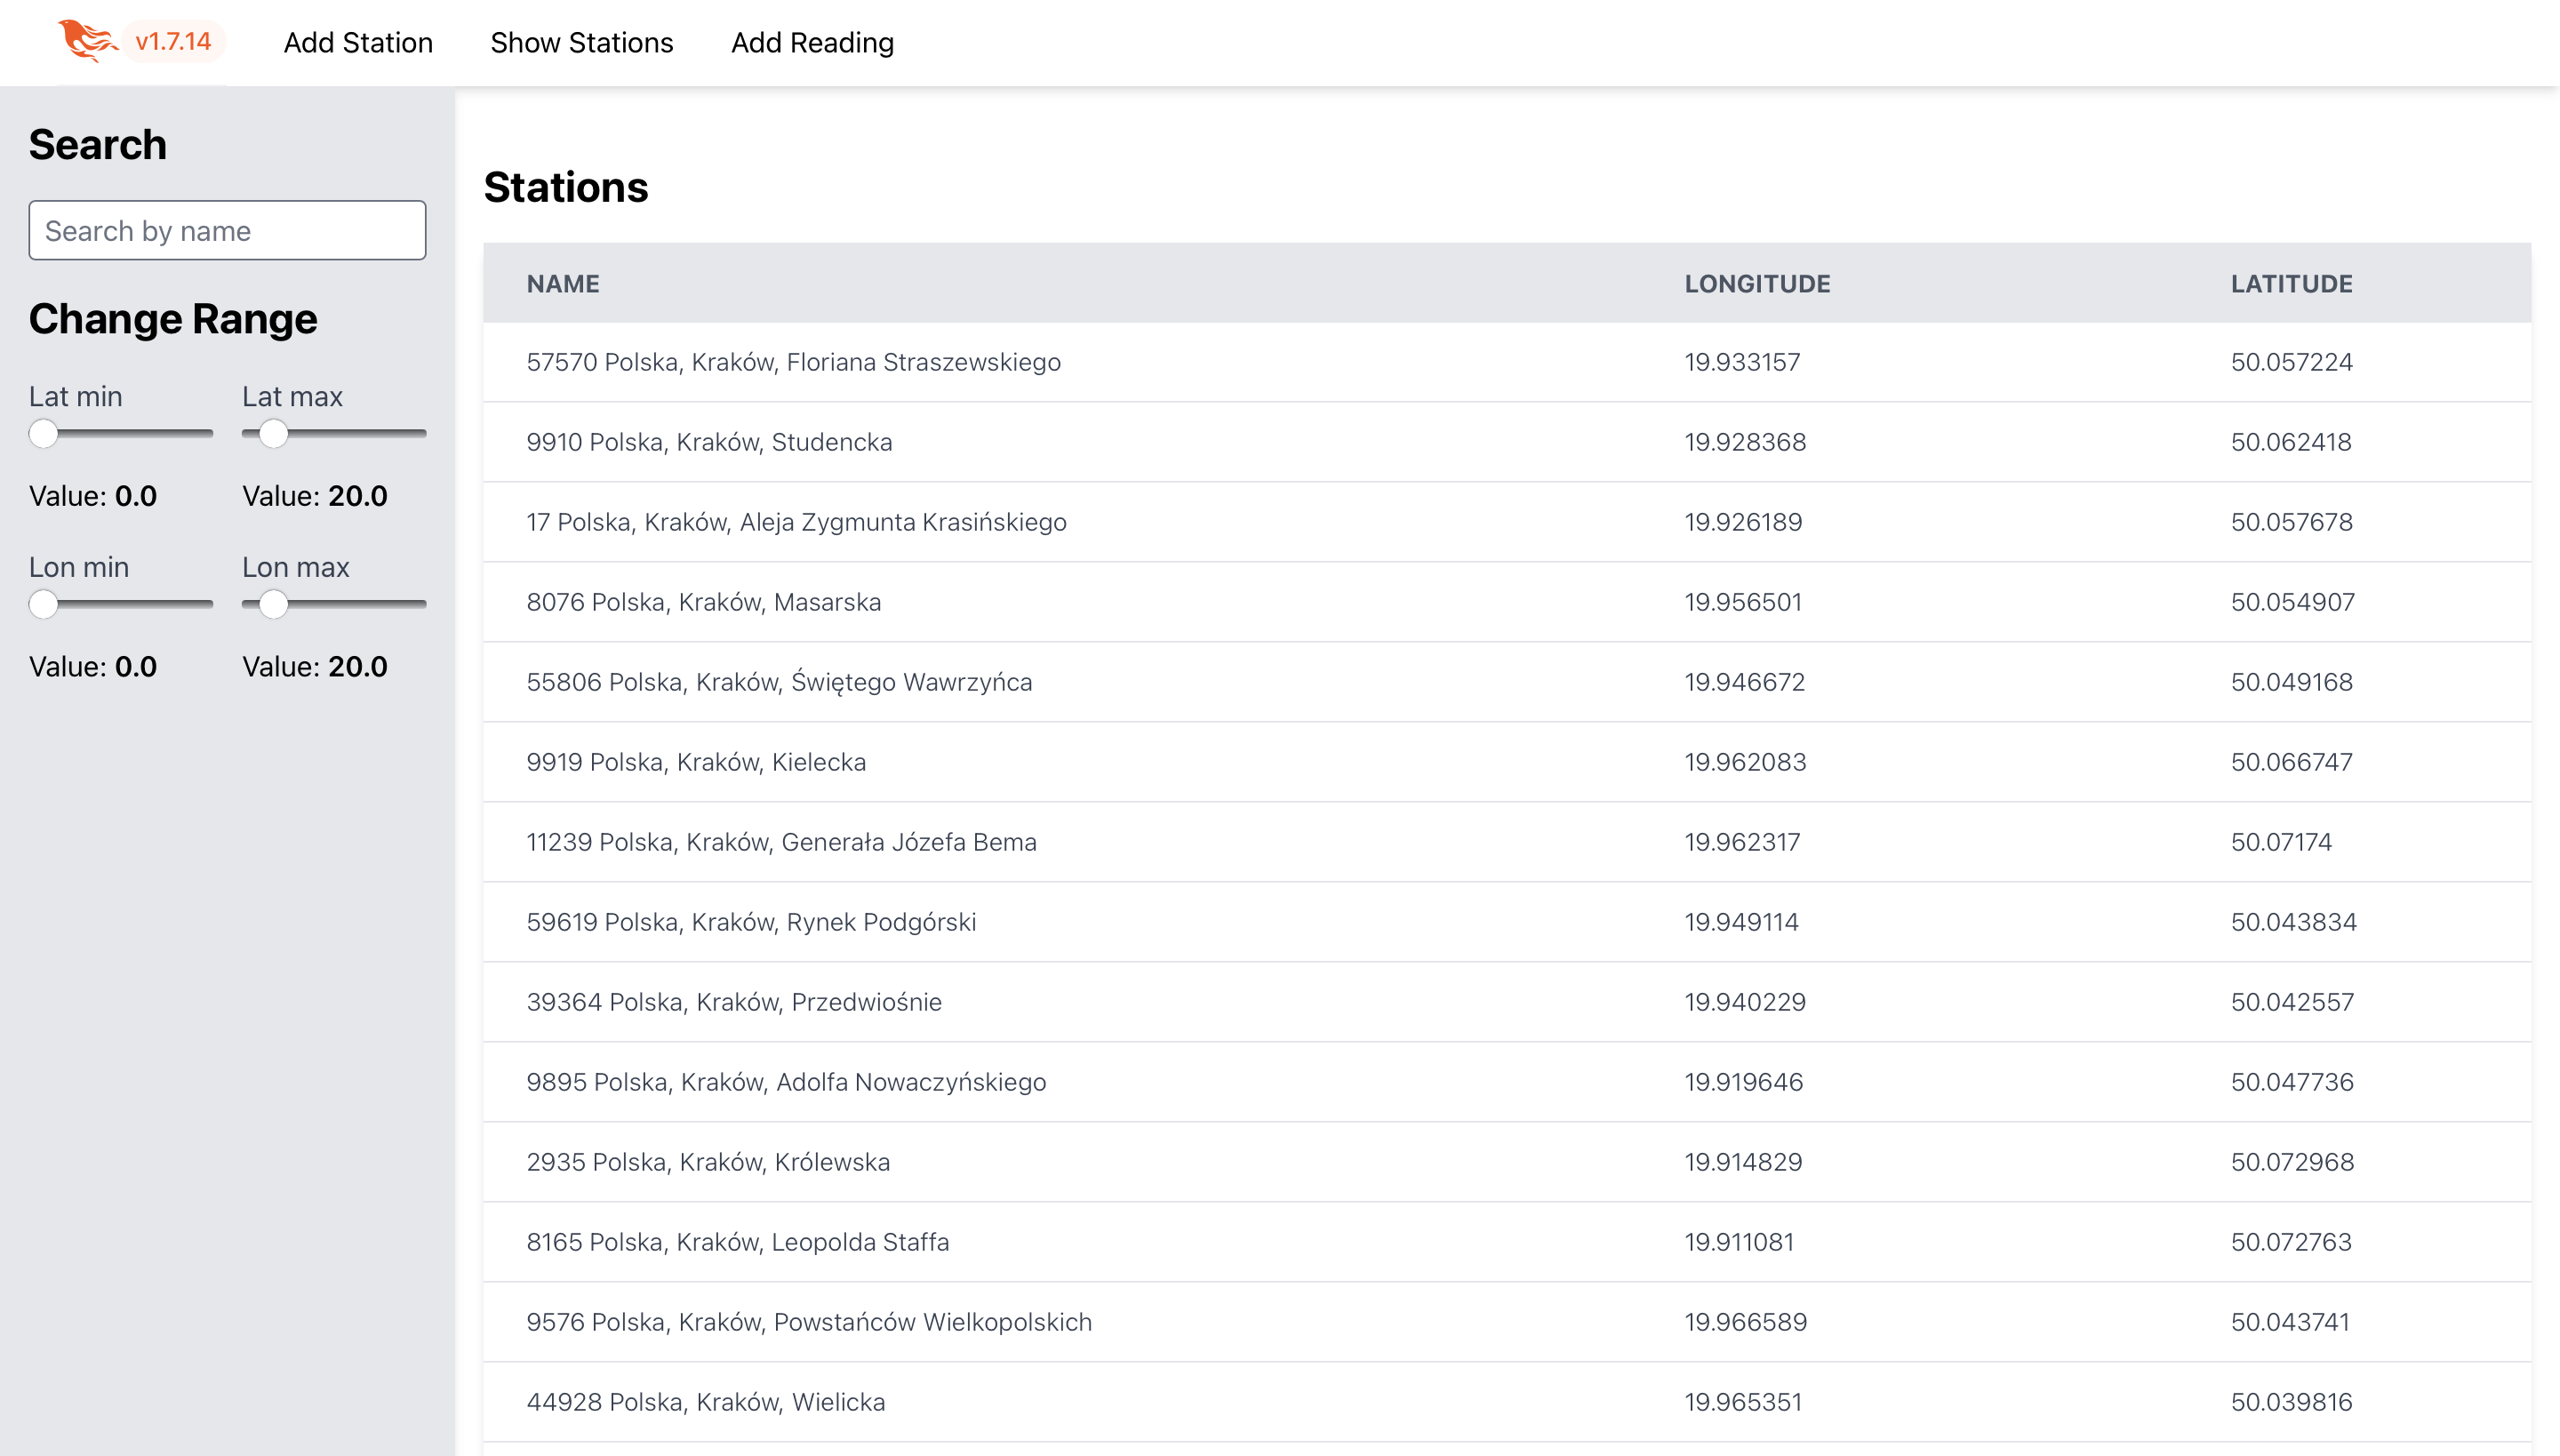 v1.7.14 Add Station Show Stations Add Reading
Search
Search by name
Change Range
Lat min Lat max
Value: 0.0 Value: 20.0
Lon min Lon max
Value: 0.0 Value: 20.0
Stations
NAME LONGITUDE LATITUDE
57570 Polska, Kraków, Floriana Straszewskiego 19.933157 50.057224
9910 Polska, Kraków, Studencka 19.928368 50.062418
17 Polska, Kraków, Aleja Zygmunta Krasińskiego 19.926189 50.057678
8076 Polska, Kraków, Masarska 19.956501 50.054907
55806 Polska, Kraków, Świętego Wawrzyńca 19.946672 50.049168
9919 Polska, Kraków, Kielecka 19.962083 50.066747
11239 Polska, Kraków, Generała Józefa Bema 19.962317 50.07174
59619 Polska, Kraków, Rynek Podgórski 19.949114 50.043834
39364 Polska, Kraków, Przedwiośnie 19.940229 50.042557
9895 Polska, Kraków, Adolfa Nowaczyńskiego 19.919646 50.047736
2935 Polska, Kraków, Królewska 19.914829 50.072968
8165 Polska, Kraków, Leopolda Staffa 19.911081 50.072763
9576 Polska, Kraków, Powstańców Wielkopolskich 19.966589 50.043741
44928 Polska, Kraków, Wielicka 19.965351 50.039816